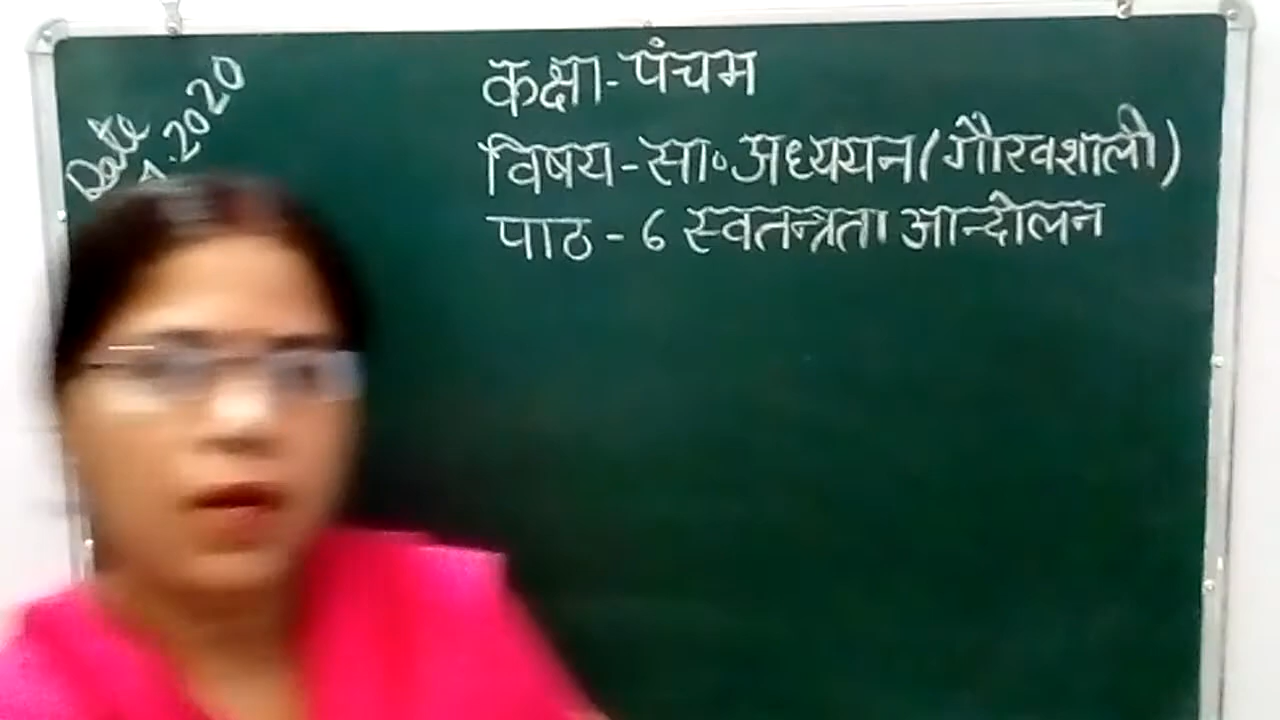 Date
.2020
कक्षा-पंचम
विषय-सा॰अध्ययन(गौरवशाली)
पाठ-6 स्वतन्त्रता आन्दोलन